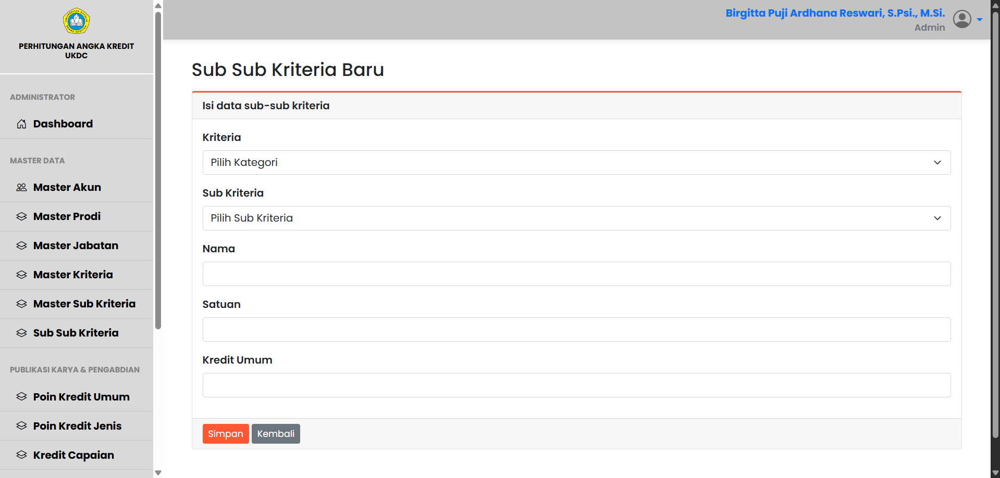 PERHITUNGAN ANGKA KREDIT
UKDC
ADMINISTRATOR
Dashboard
MASTER DATA
Master Akun
Master Prodi
Master Jabatan
Master Kriteria
Master Sub Kriteria
Sub Sub Kriteria
PUBLIKASI KARYA & PENGABDIAN
Poin Kredit Umum
Poin Kredit Jenis
Kredit Capaian
Birgitta Puji Ardhana Reswari, S.Psi., M.Si.
Admin
Sub Sub Kriteria Baru
Isi data sub-sub kriteria
Kriteria
Pilih Kategori
Sub Kriteria
Pilih Sub Kriteria
Nama
Satuan
Kredit Umum
Simpan
Kembali